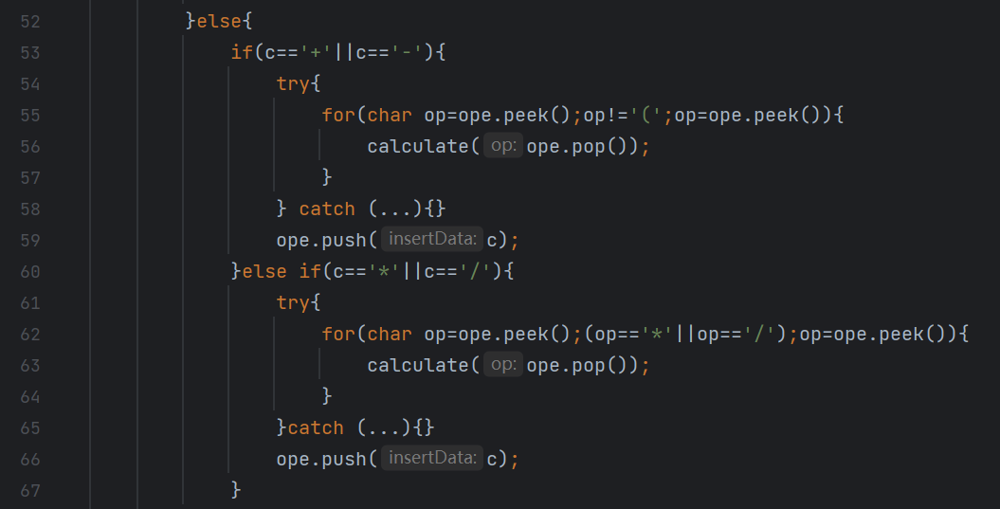 52 }else{
53 if(c=='+'||c=='-'){
54 try{
55 for(char op=ope.peek();op!='(';op=ope.peek()){
56 calculate( op: ope.pop());
57 }
58 } catch (...){}
59 ope.push( insertData: c);
60 }else if(c=='*'||c=='/'){
61 try{
62 for(char op=ope.peek();(op=='*'||op=='/');op=ope.peek()){
63 calculate( op: ope.pop());
64 }
65 }catch (...){}
66 ope.push( insertData: c);
67 }